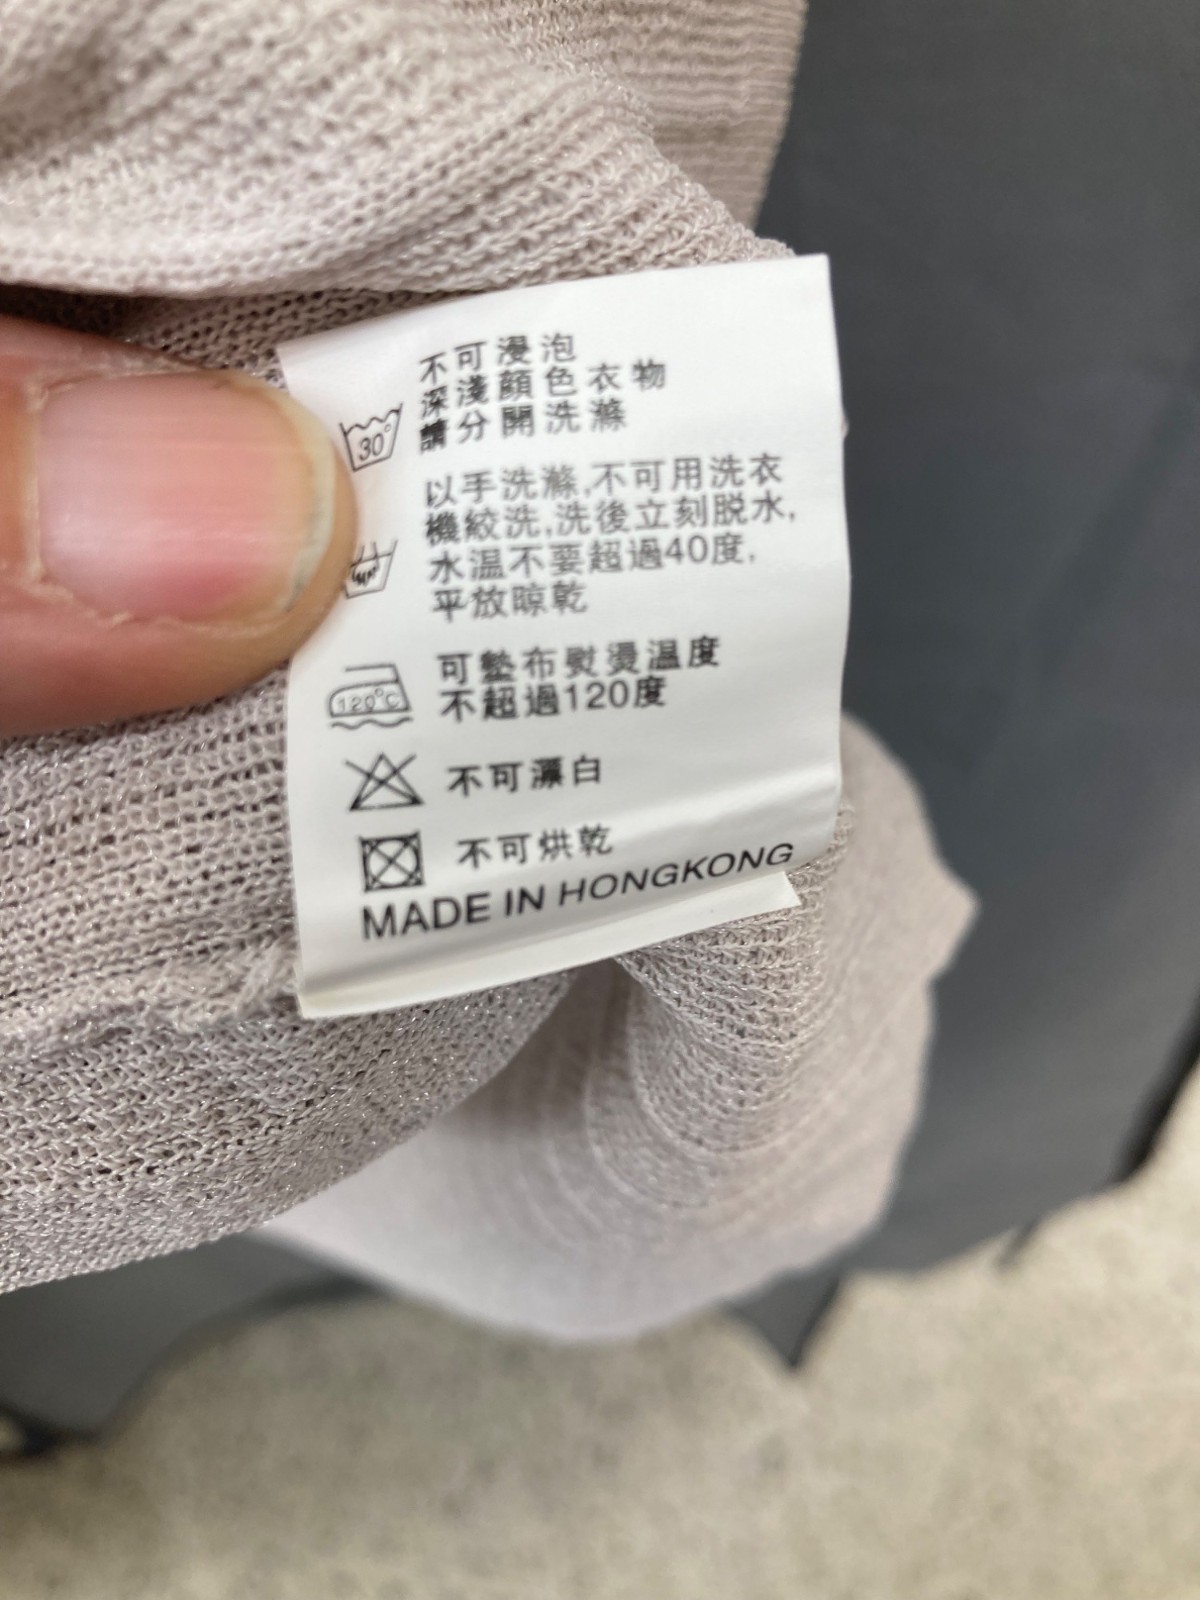 不可浸泡
深淺顏色衣物
請分開洗滌
30°
以手洗滌,不可用洗衣
機絞洗,洗後立刻脱水,
水温不要超過40度,
平放晾乾
可墊布熨燙温度
不超過120度
120°C
不可漂白
不可烘乾
MADE IN HONGKONG